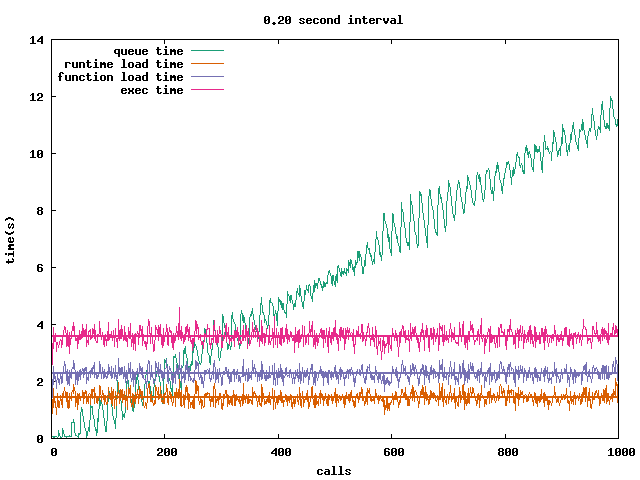 0.20 second interval
14
12
10
8
6
4
2
0
time(s)
queue time
runtime load time
function load time
exec time
0 200 400 600 800 1000
calls